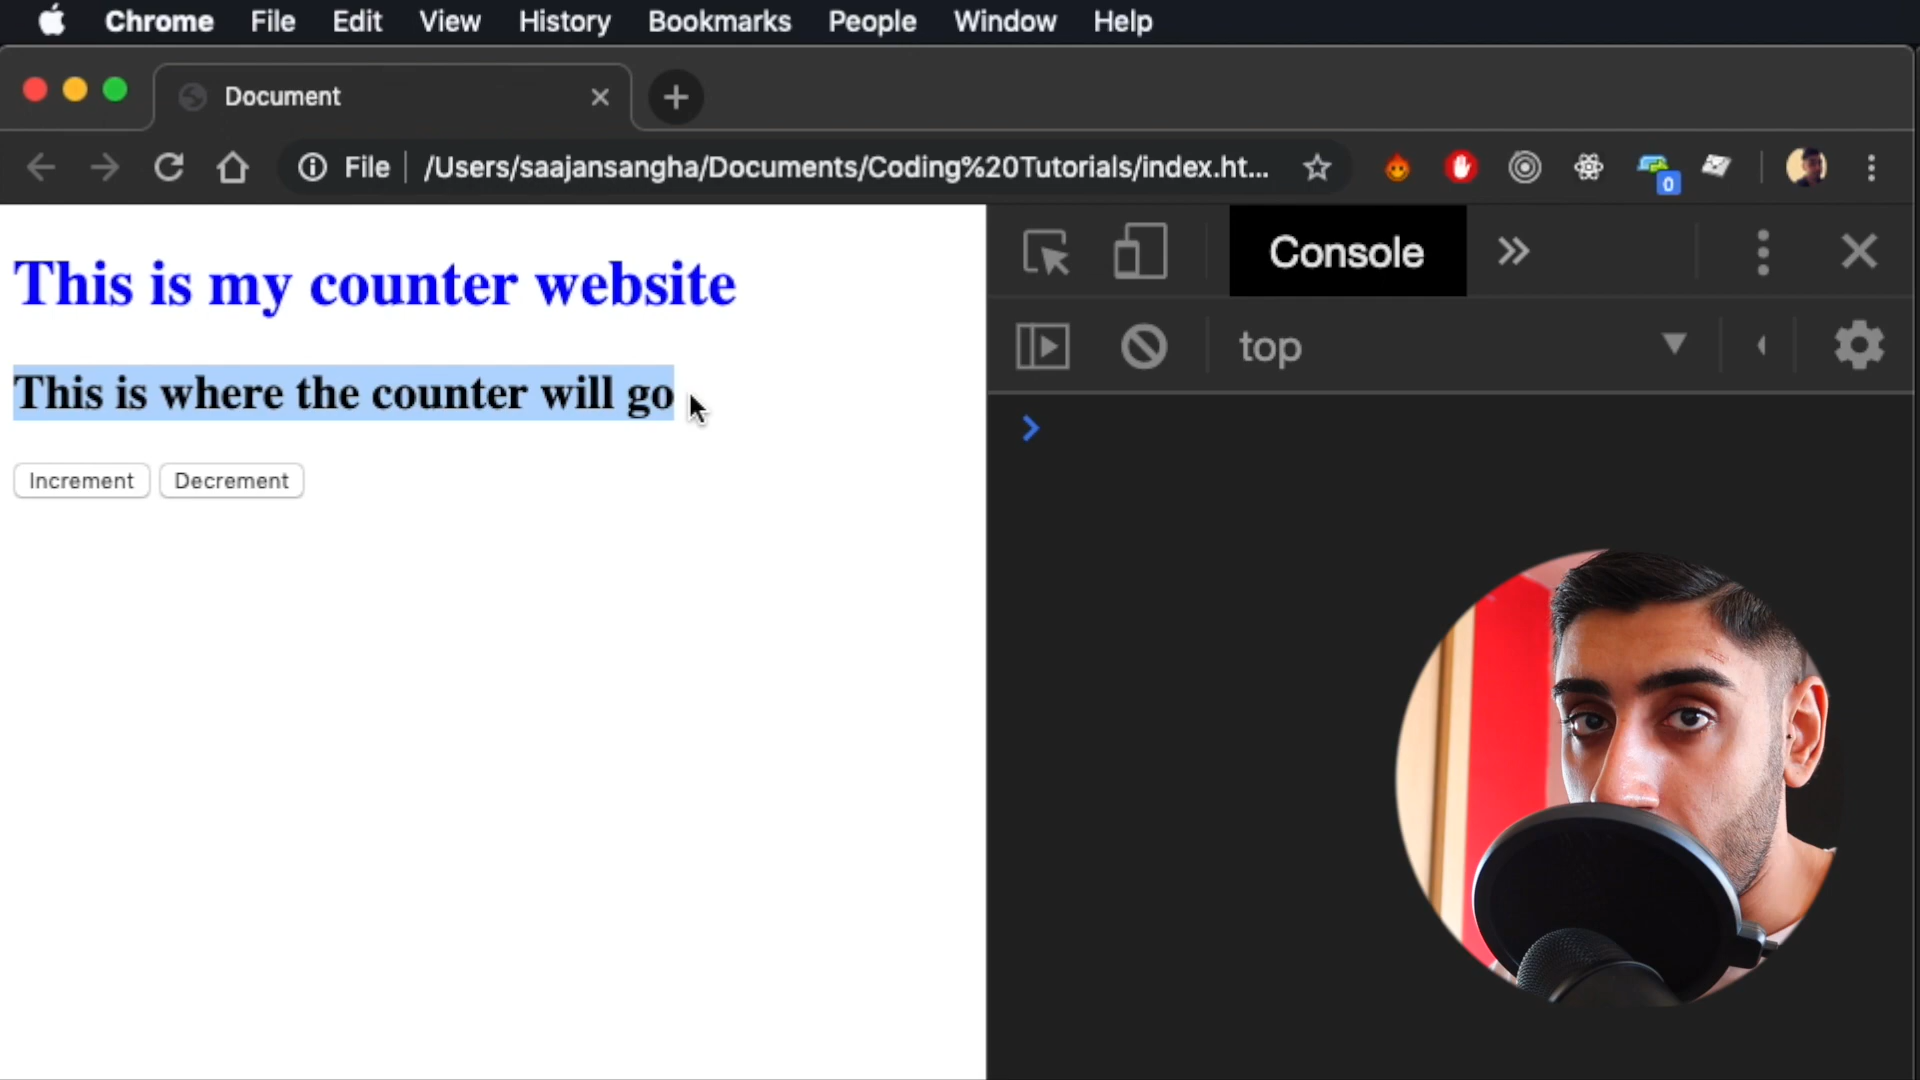 Chrome File Edit View History Bookmarks People Window Help
Document
File /Users/saajansangha/Documents/Coding%20Tutorials/index.ht...
0
This is my counter website
Console
top
This is where the counter will go
Increment Decrement